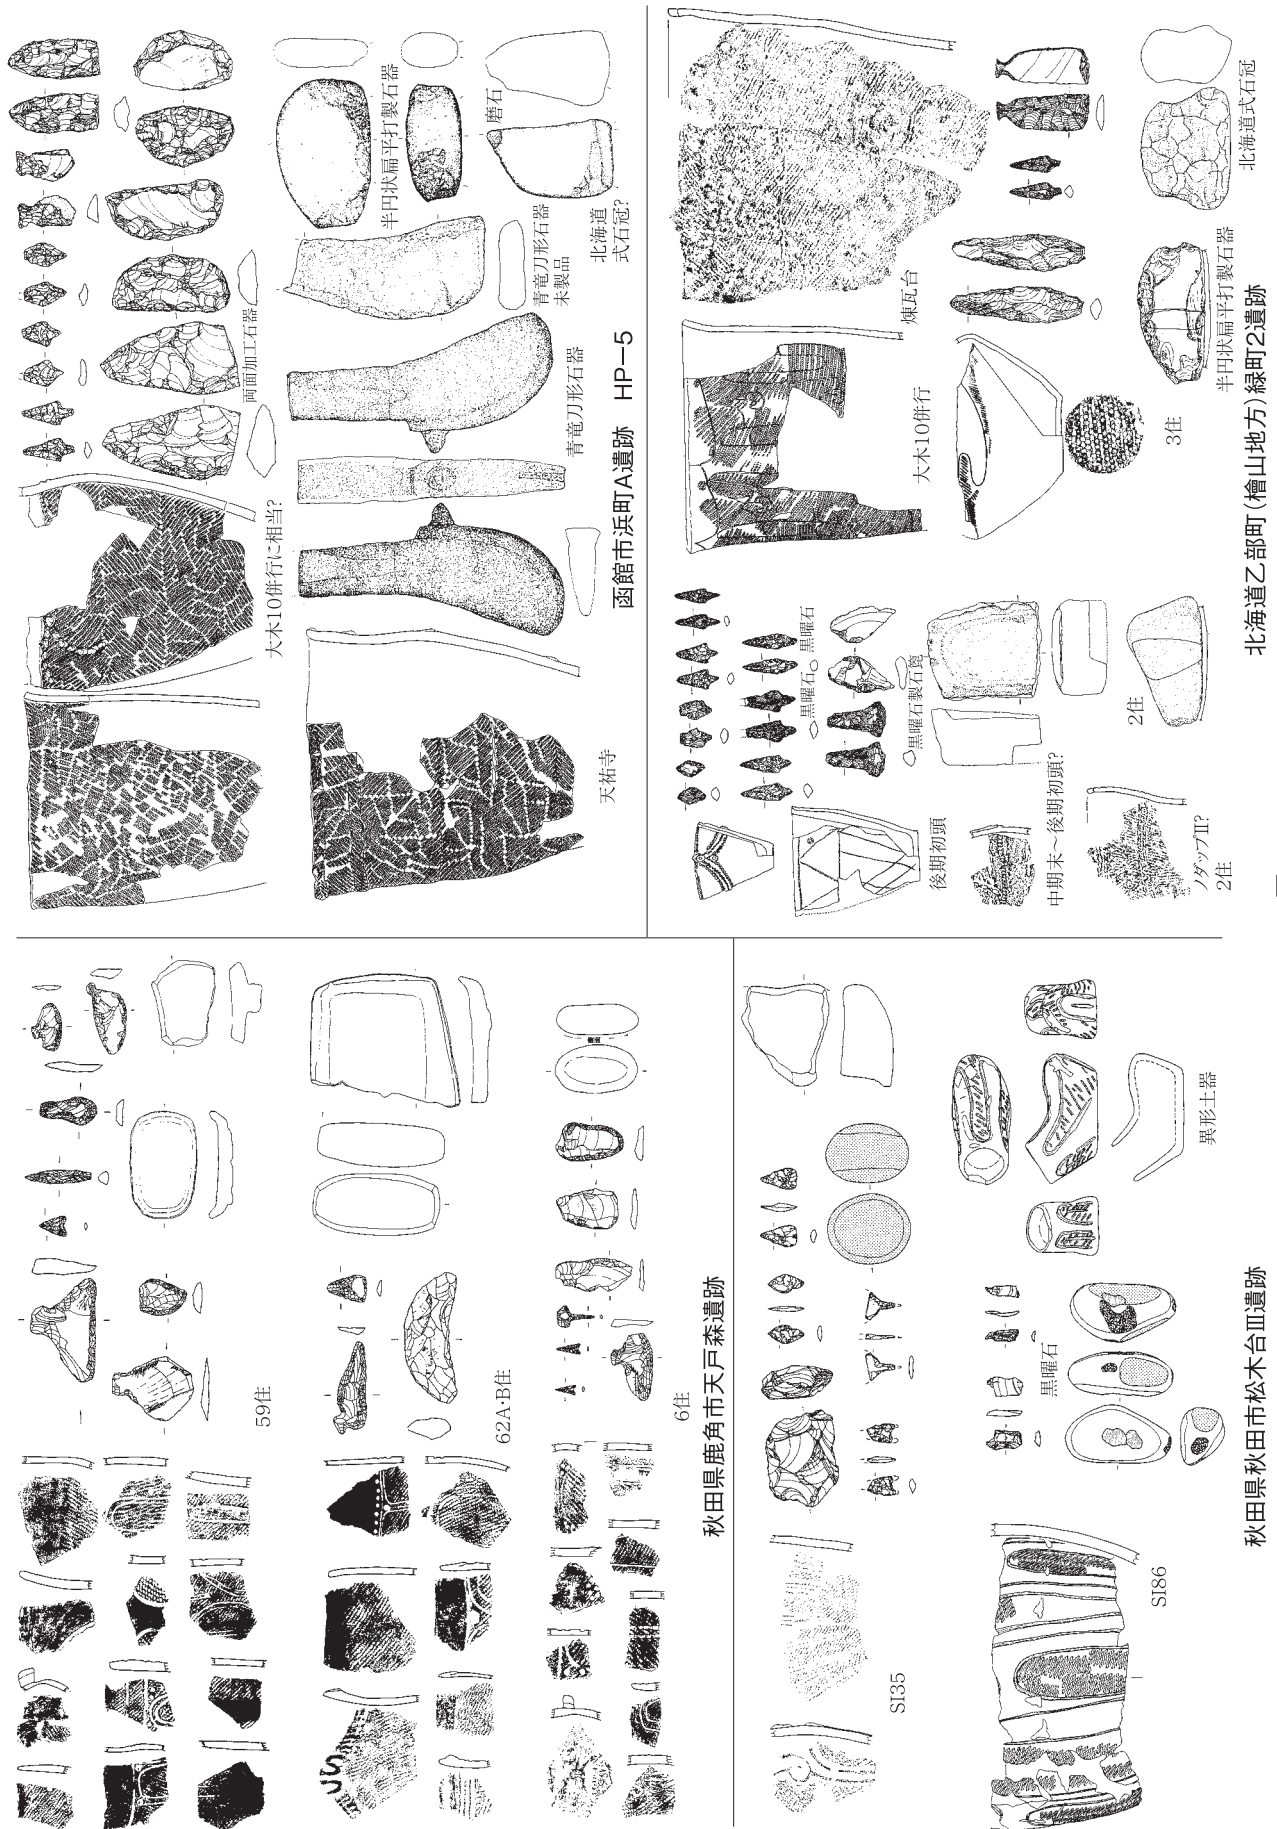 59住
62A・B住
6住
秋田県鹿角市天戸森遺跡
SI35
SI86
黒曜石
異形土器
秋田県秋田市松木台Ⅲ遺跡
大木10併行に相当?
両面加工石器
天祐寺
青竜刀形石器
青竜刀形石器
未製品
半円状扁平打製石器
磨石
北海道
式石冠?
函館市浜町A遺跡 HP−5
後期初頭
中期末〜後期初頭?
ノダップⅡ?
2住
黒曜石
黒曜石
黒曜石製石鉋
2住
大木10併行
煉瓦台
3住
半円状扁平打製石器
北海道式石冠
北海道乙部町(檜山地方)緑町2遺跡